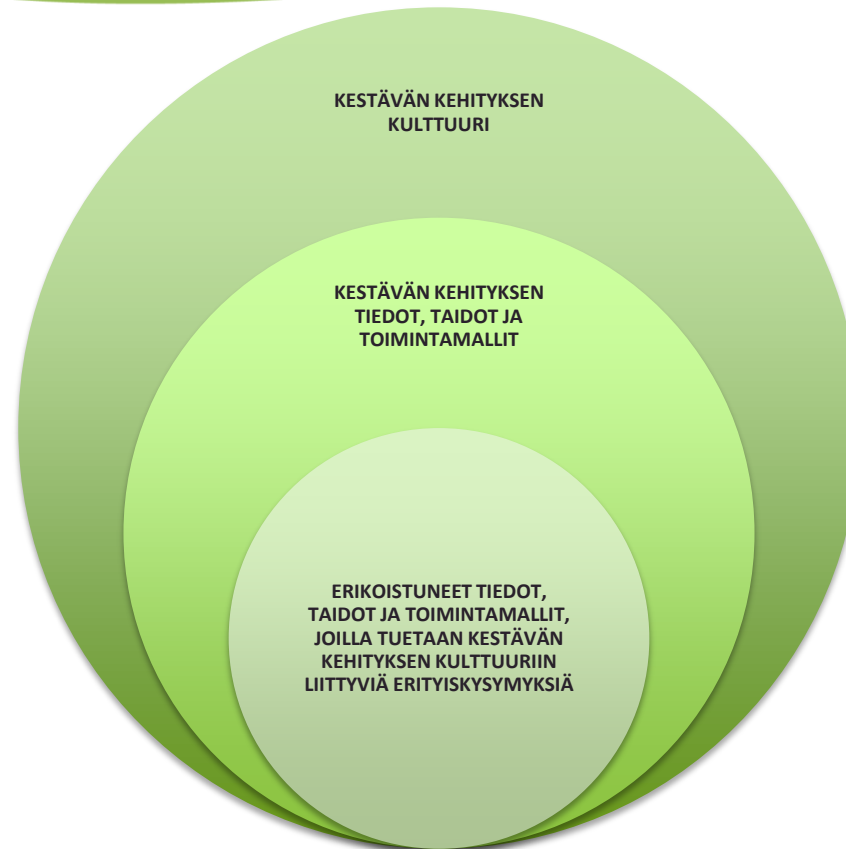 KESTÄVÄN KEHITYKSEN
KULTTUURI
KESTÄVÄN KEHITYKSEN
TIEDOT, TAIDOT JA
TOIMINTAMALLIT
ERIKOISTUNEET TIEDOT,
TAIDOT JA TOIMINTAMALLIT,
JOILLA TUETAAN KESTÄVÄN
KEHITYKSEN KULTTUURIIN
LIITTYVIÄ ERITYISKYSYMYKSIÄ